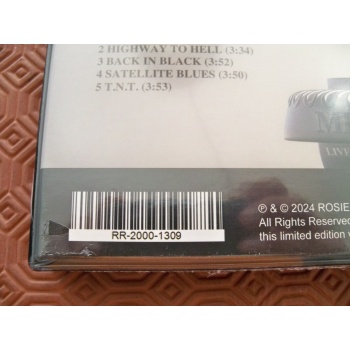 2 HIGHWAY TO HELL (3:34)
3 BACK IN BLACK (3:52)
4 SATELLITE BLUES (3:50)
5 T.N.T. (3:53)
LIVE
RR-2000-1309
℗ & © 2024 ROSIE
All Rights Reserved
this limited edition